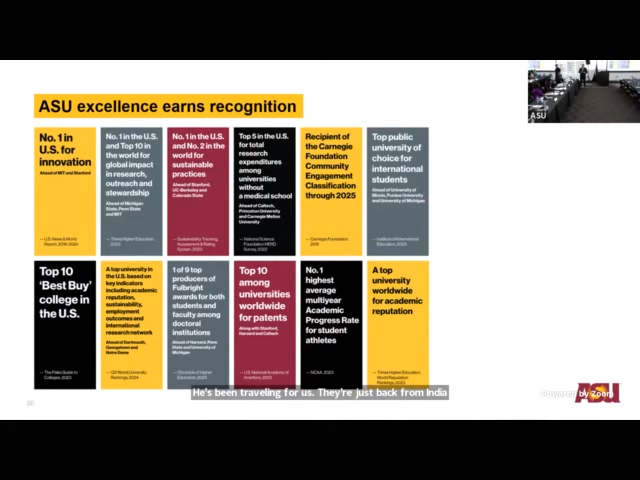 ASU
ASU excellence earns recognition
No. 1 in
U.S. for
innovation
Ahead of MIT and Stanford
— U.S. News & World
Report, 2016-2024
No. 1 in the U.S.
and Top 10 in
the world for
global impact
in research,
outreach and
stewardship
Ahead of Michigan
State, Penn State
and MIT
— Times Higher Education,
2023
No. 1 in the U.S.
and No. 2 in the
world for
sustainable
practices
Ahead of Stanford,
UC-Berkeley and
Colorado State
— Sustainability Tracking,
Assessment & Rating
System, 2023
Top 5 in the U.S.
for total
research
expenditures
among
universities
without
a medical school
Ahead of Caltech,
Princeton University
and Carnegie Mellon
University
— National Science
Foundation HERD
Survey, 2022
Recipient of
the Carnegie
Foundation
Community
Engagement
Classification
through 2025
— Carnegie Foundation,
Top public
university of
choice for
international
students
Ahead of University of
Illinois, Purdue University
and University of Michigan
— Institute of International
Education, 2023
Top 10
‘Best Buy’
college in
the U.S.
— The Fiske Guide to
Colleges, 2023
A top university in
the U.S. based on
key indicators
including academic
reputation,
sustainability,
employment
outcomes and
international
research network
Ahead of Dartmouth,
Georgetown and
Notre Dame
— QS World University
Rankings, 2024
1 of 9 top
producers of
Fulbright
awards for both
students and
faculty among
doctoral
institutions
Ahead of Harvard, Penn
State and University of
Michigan
— Chronicle of Higher
Education, 2023
Top 10
among
universities
worldwide
for patents
Along with Stanford,
Harvard and Caltech
— U.S. National Academy of
Inventors, 2023
No. 1
highest
average
multiyear
Academic
Progress Rate
for student
athletes
— NCAA, 2023
A top
university
worldwide
for academic
reputation
— Times Higher Education,
World Reputation
Rankings, 2023
He's been traveling for us. They're just back from India
Powered by Zoom
ASU